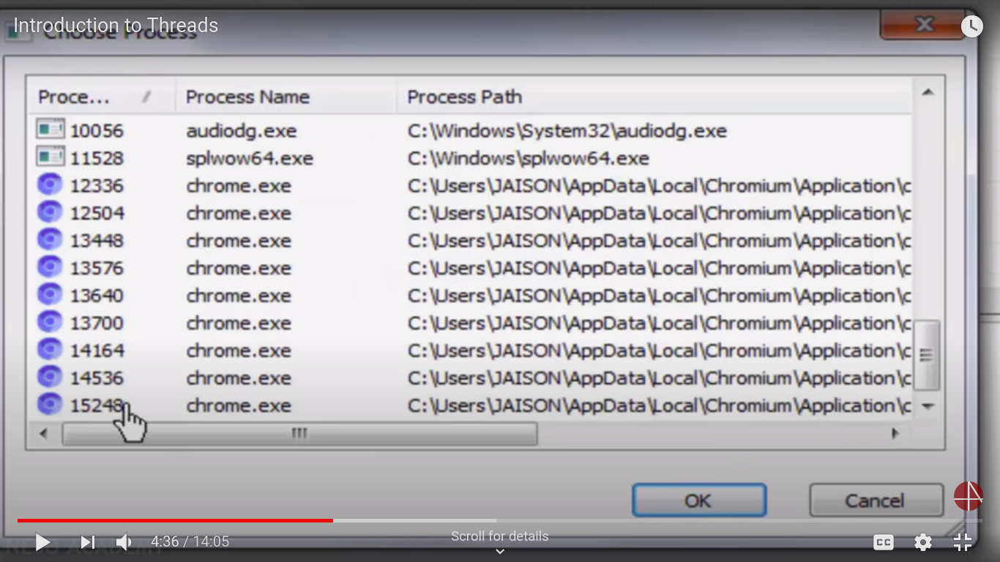 Introduction to Threads
Choose Process
Proce... Process Name Process Path
10056 audiodg.exe C:\Windows\System32\audiodg.exe
11528 splwow64.exe C:\Windows\splwow64.exe
12336 chrome.exe C:\Users\JAISON\AppData\Local\Chromium\Application\c
12504 chrome.exe C:\Users\JAISON\AppData\Local\Chromium\Application\c
13448 chrome.exe C:\Users\JAISON\AppData\Local\Chromium\Application\c
13576 chrome.exe C:\Users\JAISON\AppData\Local\Chromium\Application\c
13640 chrome.exe C:\Users\JAISON\AppData\Local\Chromium\Application\c
13700 chrome.exe C:\Users\JAISON\AppData\Local\Chromium\Application\c
14164 chrome.exe C:\Users\JAISON\AppData\Local\Chromium\Application\c
14536 chrome.exe C:\Users\JAISON\AppData\Local\Chromium\Application\c
15248 chrome.exe C:\Users\JAISON\AppData\Local\Chromium\Application\c
OK Cancel
Scroll for details
4:36 / 14:05 CC
NESO ACADEMY